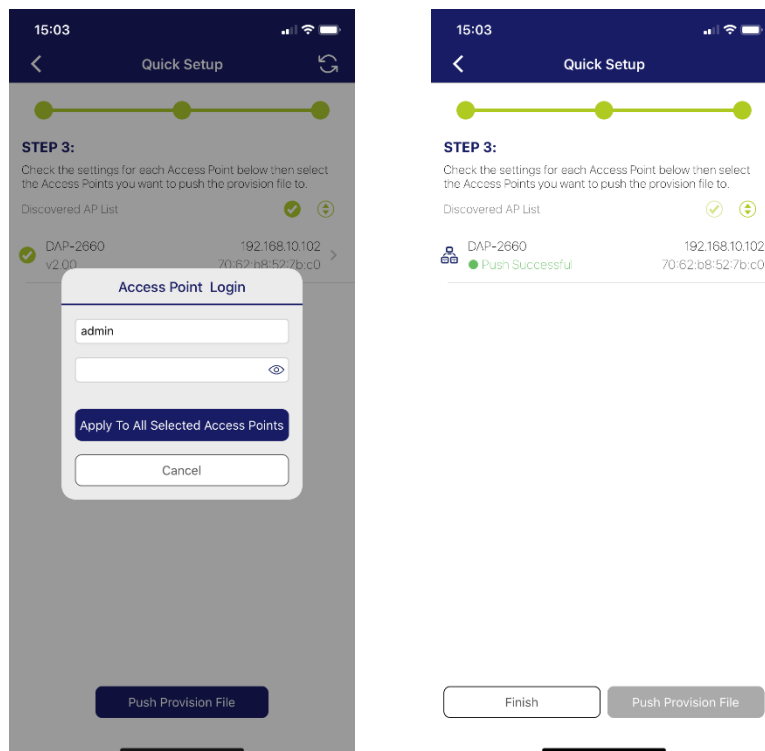 15:03
Quick Setup
STEP 3:
Check the settings for each Access Point below then select
the Access Points you want to push the provision file to.
Discovered AP List
DAP-2660
192.168.10.102
v2.00
70:62:b8:52:7b:c0
Access Point Login
admin
Apply To All Selected Access Points
Cancel
Push Provision File
15:03
Quick Setup
STEP 3:
Check the settings for each Access Point below then select
the Access Points you want to push the provision file to.
Discovered AP List
DAP-2660
192.168.10.102
Push Successful
70:62:b8:52:7b:c0
Finish
Push Provision File